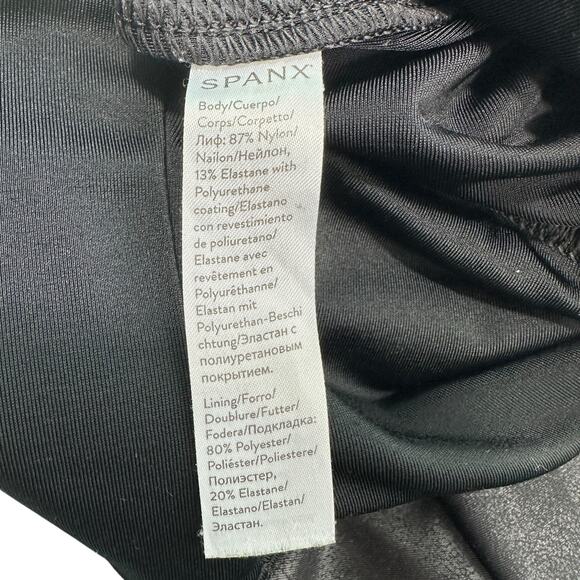 SPANX
Body/Cuerpo/
Corps/Corpetto/
Лиф: 87% Nylon/
Nailon/Нейлон,
13% Elastane with
Polyurethane
coating/Elastano
con revestimiento
de poliuretano/
Elastane avec
revêtement en
Polyuréthanne/
Elastan mit
Polyurethan-Beschi
chtung/Эластан с
полиуретановым
покрытием.
Lining/Forro/
Doublure/Futter/
Fodera/Подкладка:
80% Polyester/
Poliéster/Poliestere/
Полиэстер,
20% Elastane/
Elastano/Elastan/
Эластан.